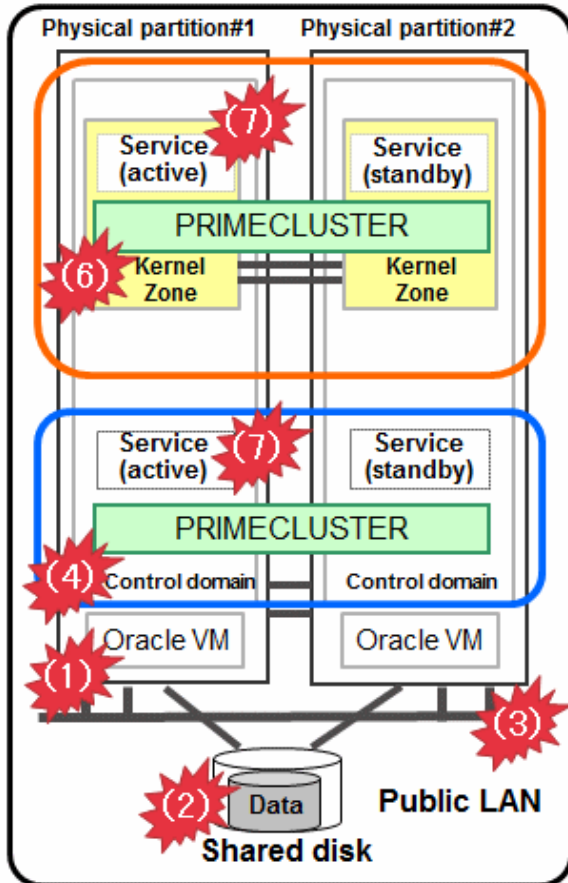 Physical partition#1 Physical partition#2
(7)
Service
(active)
Service
(standby)
PRIMECLUSTER
(6)
Kernel
Zone
Kernel
Zone
Service
(active)
(7)
Service
(standby)
PRIMECLUSTER
(4)
Control domain
Control domain
(1)
Oracle VM
Oracle VM
(3)
(2)
Data
Public LAN
Shared disk